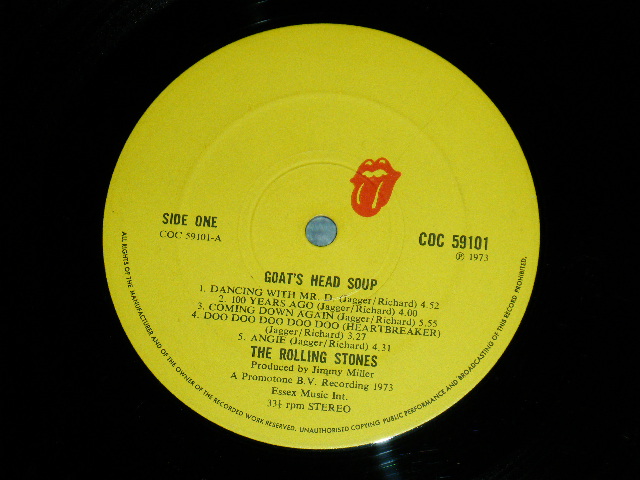 SIDE ONE
COC 59101-A
COC 59101
Ⓟ 1973
GOAT'S HEAD SOUP
1. DANCING WITH MR. D. (Jagger/Richard) 4.52
2. 100 YEARS AGO (Jagger/Richard) 4.00
3. COMING DOWN AGAIN (Jagger/Richard) 5.55
4. DOO DOO DOO DOO DOO (HEARTBREAKER)
(Jagger/Richard) 3.27
5. ANGIE (Jagger/Richard) 4.31
THE ROLLING STONES
Produced by Jimmy Miller
A Promotone B.V. Recording 1973
Essex Music Int.
33⅓ rpm STEREO
ALL RIGHTS OF THE MANUFACTURER AND OF THE OWNER OF THE RECORDED WORK RESERVED. UNAUTHORISED COPYING PUBLIC PERFORMANCE AND BROADCASTING OF THIS RECORD PROHIBITED.